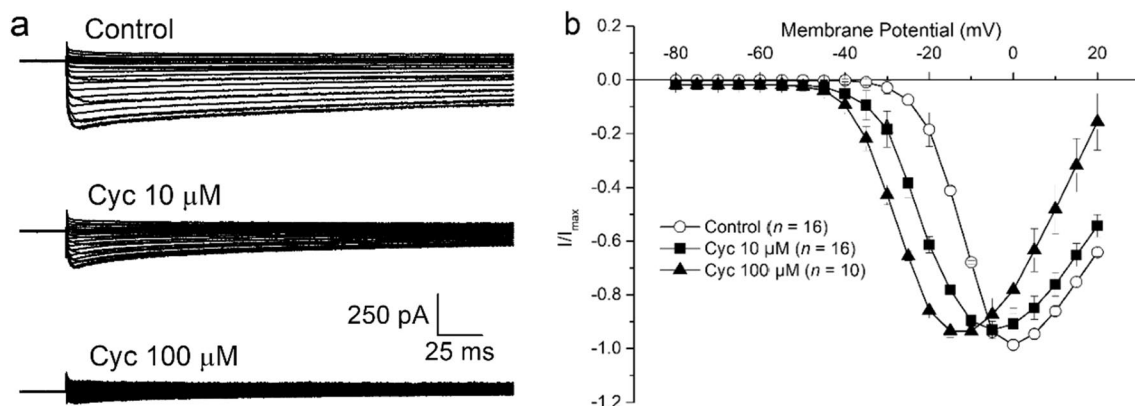 a
Control
Cyc 10 μM
250 pA
25 ms
Cyc 100 μM
b
Membrane Potential (mV)
-80 -60 -40 -20 0 20
0.2
0.0
-0.2
-0.4
-0.6
-0.8
-1.0
-1.2
I/Imax
Control (n = 16)
Cyc 10 μM (n = 16)
Cyc 100 μM (n = 10)